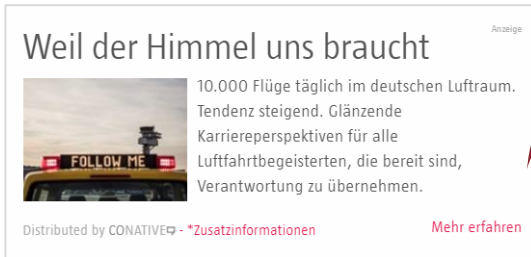 Anzeige
Weil der Himmel uns braucht
10.000 Flüge täglich im deutschen Luftraum.
Tendenz steigend. Glänzende
Karriereperspektiven für alle
Luftfahrtbegeisterten, die bereit sind,
Verantwortung zu übernehmen.
FOLLOW ME
Distributed by CONATIVE - *Zusatzinformationen
Mehr erfahren